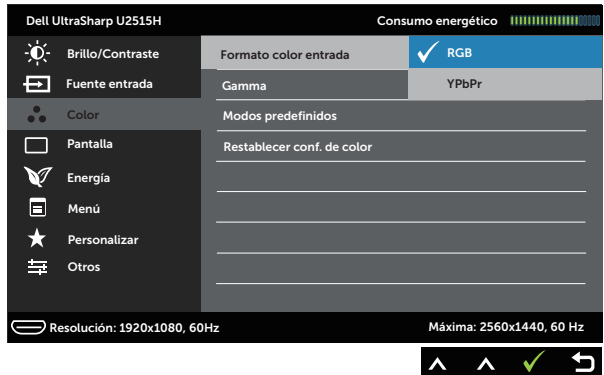 Dell UltraSharp U2515H Consumo energético
Brillo/Contraste Formato color entrada RGB
Fuente entrada Gamma YPbPr
Color Modos predefinidos
Pantalla Restablecer conf. de color
Energía
Menú
Personalizar
Otros
Resolución: 1920x1080, 60Hz Máxima: 2560x1440, 60 Hz